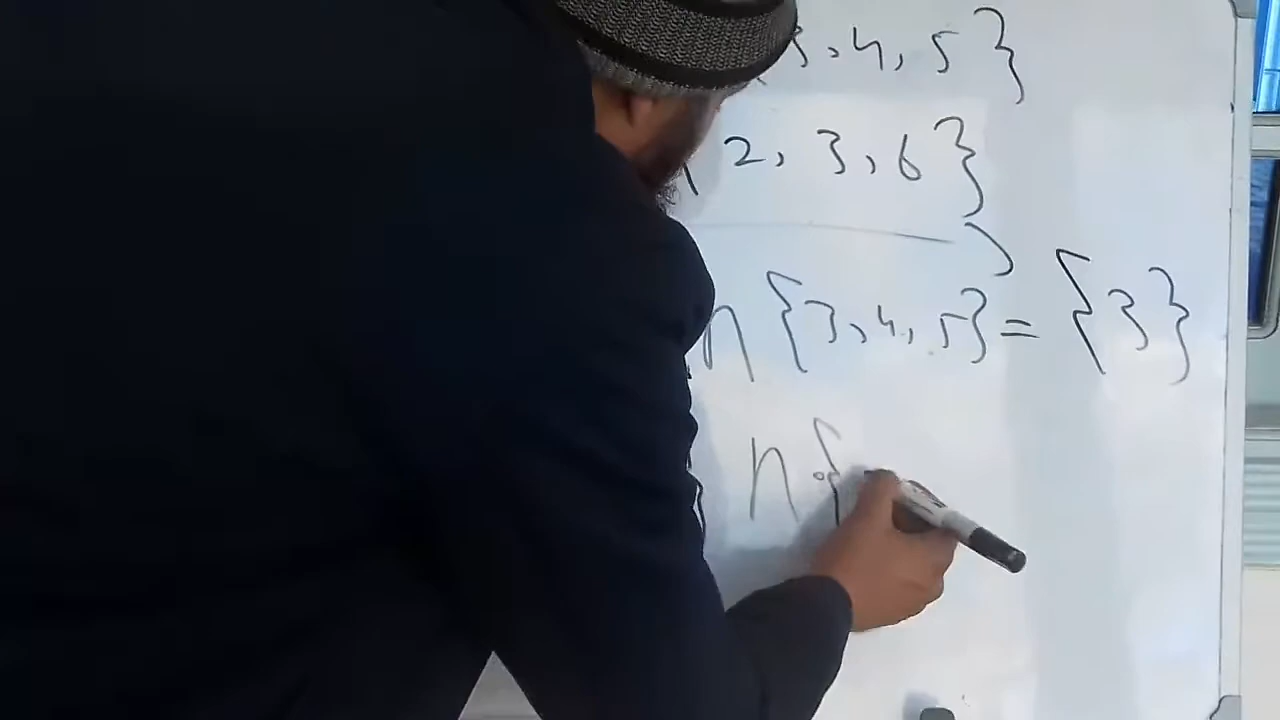 3, 4, 5}
{2, 3, 6}
∩ {3, 4, 5} = {3}
∩ {